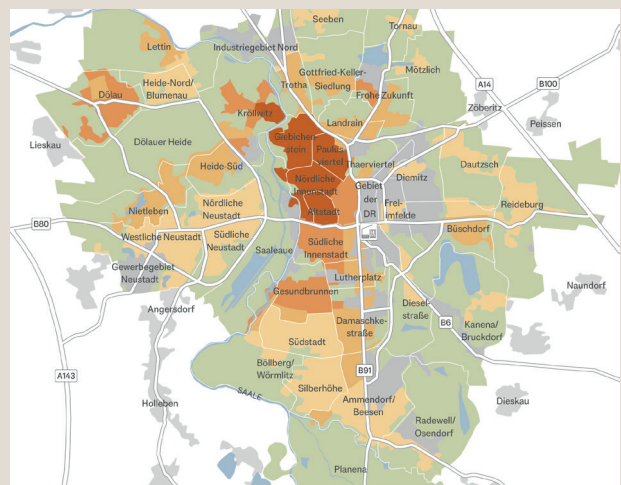 Seeben
Tornau
Lettin
Industriegebiet Nord
Gottfried-Keller-
Siedlung
Mötzlich
A14
B100
Heide-Nord/
Blumenau
Trotha
Dölau
Frohe Zukunft
Zöberitz
Peissen
Kröllwitz
Landrain
Lieskau
Dölauer Heide
Giebichen
stein
Paulus
viertel
Thaerviertel
Dautzsch
Heide-Süd
Nördliche
Innenstadt
Gebiet
der
DR
Diemitz
Nietleben
Nördliche
Neustadt
Altstadt
Frei-
imfelde
Reideburg
B80
Westliche Neustadt
Südliche
Neustadt
Saaleaue
Südliche
Innenstadt
Büschdorf
Gewerbegebiet
Neustadt
Lutherplatz
Naundorf
Angersdorf
Gesundbrunnen
Diesel-
straße
Damaschke-
straße
B6
Kanena/
Bruckdorf
Südstadt
Böllberg/
Wörmlitz
B91
A143
Silberhöhe
SAALE
Holleben
Ammendorf/
Beesen
Dieskau
Radewell/
Osendorf
Planena